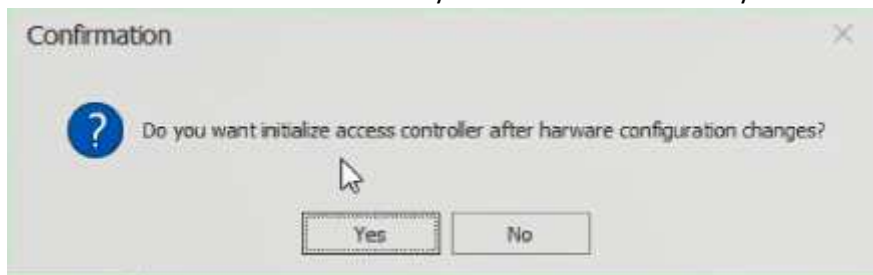 Confirmation
Do you want initialize access controller after harware configuration changes?
Yes
No